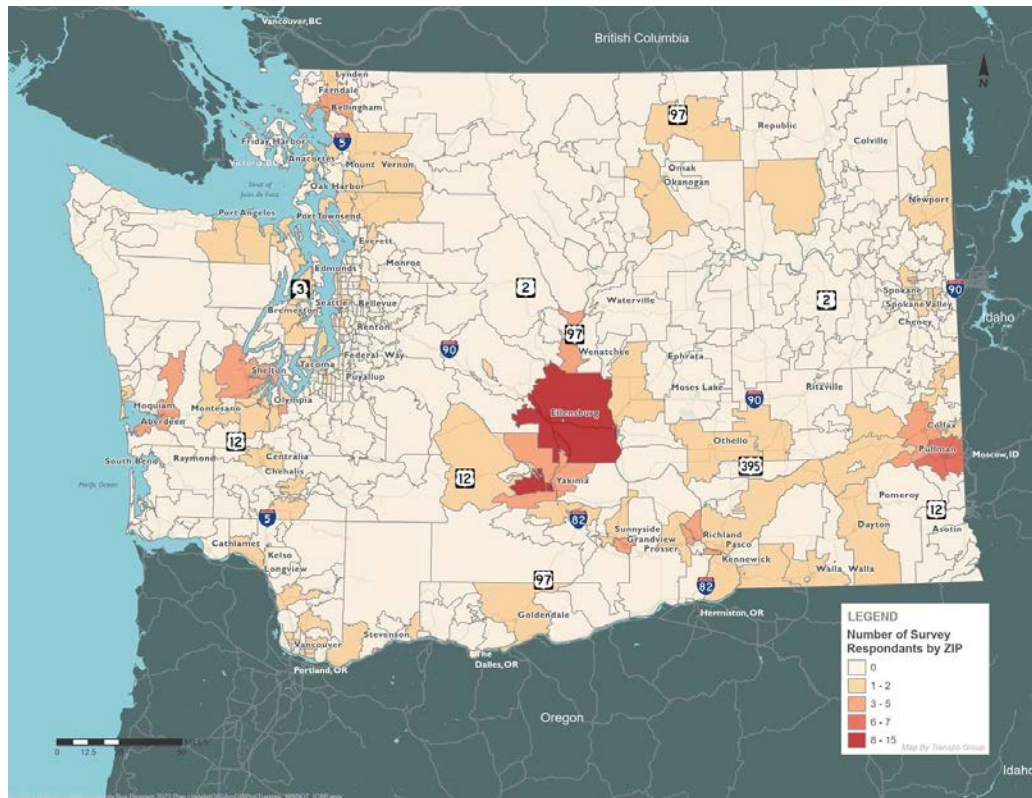 Vancouver, BC
British Columbia
N
Lynden
Ferndale
Bellingham
97
Republic
Colville
Friday Harbor
5
Victoria BC
Anacortes
Mount Vernon
Omak
Okanogan
Strait of
Juan de Fuca
Oak Harbor
Newport
Port Angeles
Port Townsend
Everett
Monroe
Edmonds
3
Seattle
Bellevue
Bremerton
Renton
2
Waterville
2
Spokane
Spokane Valley
90
Cheney
Idaho
97
Wenatchee
90
Federal Way
Tacoma
Puyallup
Ephrata
Shelton
Olympia
Moses Lake
90
Ritzville
Hoquiam
Aberdeen
Montesano
Ellensburg
Colfax
12
Othello
Pullman
Moscow, ID
South Bend
Raymond
Centralia
Chehalis
395
Pacific Ocean
12
Yakima
Pomeroy
12
Asotin
5
82
Sunnyside
Grandview
Prosser
Richland
Pasco
Kennewick
Dayton
Cathlamet
Kelso
Longview
97
82
Walla Walla
Goldendale
Hermiston, OR
Stevenson
Vancouver
Portland, OR
The
Dalles, OR
Oregon
LEGEND
Number of Survey
Respondants by ZIP
0
1 - 2
3 - 5
6 - 7
8 - 15
Map By Transpo Group
0 12.5 25 50
Idaho